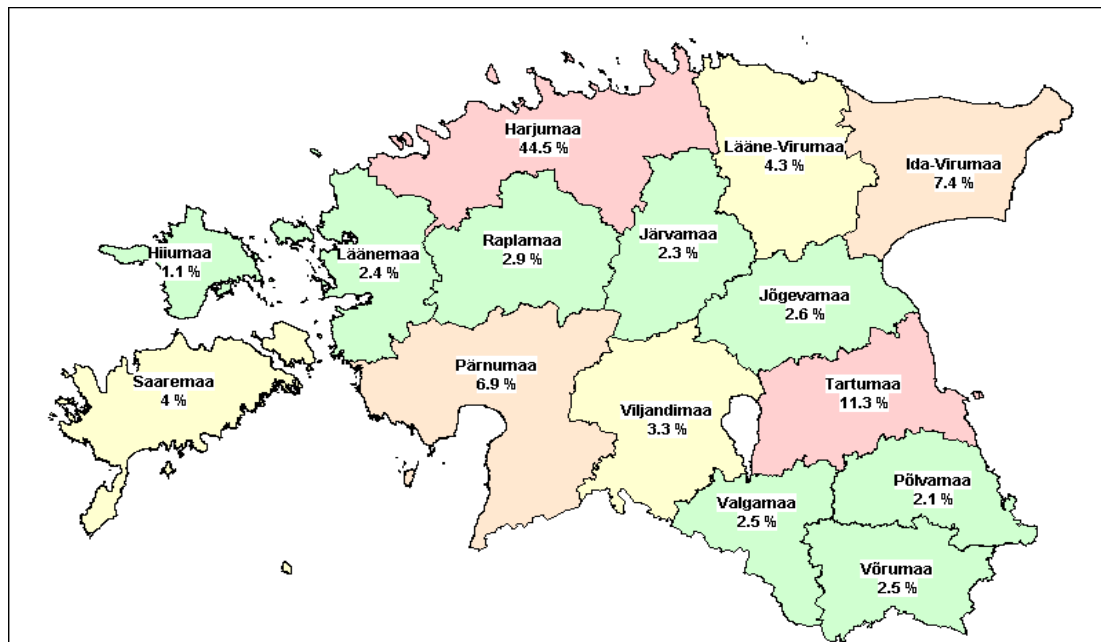 Harjumaa
44.5 %
Lääne-Virumaa
4.3 %
Ida-Virumaa
7.4 %
Hiiumaa
1.1 %
Läänemaa
2.4 %
Raplamaa
2.9 %
Järvamaa
2.3 %
Jõgevamaa
2.6 %
Saaremaa
4 %
Pärnumaa
6.9 %
Viljandimaa
3.3 %
Tartumaa
11.3 %
Valgamaa
2.5 %
Põlvamaa
2.1 %
Võrumaa
2.5 %